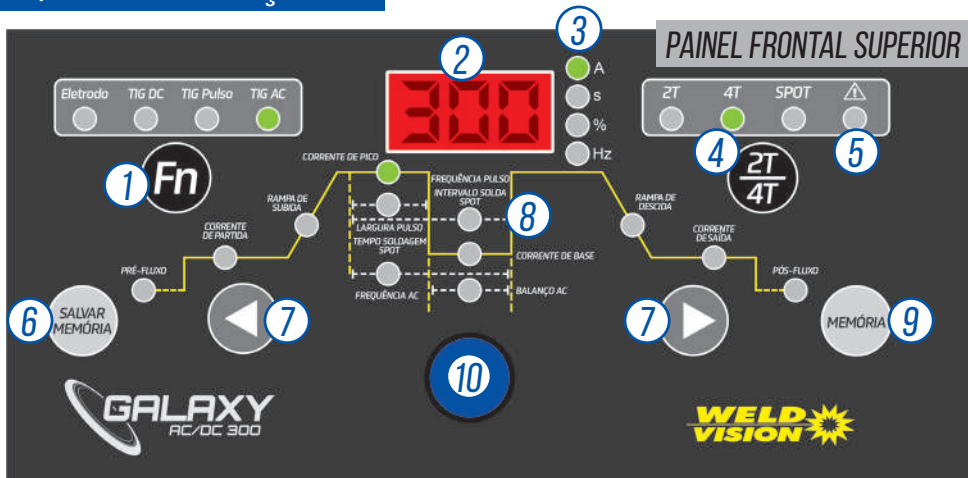 PAINEL FRONTAL SUPERIOR
3
2
A
s
%
Hz
Eletrodo TIG DC TIG Pulso TIG AC
300
2T 4T SPOT
4
5
1
Fn
2T
4T
CORRENTE DE PICO
FREQUÊNCIA PULSO
INTERVALO SOLDA
SPOT
8
RAMPA DE
SUBIDA
LARGURA PULSO
TEMPO SOLDAGEM
SPOT
RAMPA DE
DESCIDA
CORRENTE
DE PARTIDA
CORRENTE
DE SAÍDA
CORRENTE DE BASE
PRÉ-FLUXO
PÓS-FLUXO
FREQUÊNCIA AC
BALANÇO AC
6
SALVAR
MEMÓRIA
7
7
MEMÓRIA
9
10
GALAXY
AC/DC 300
WELD
VISION